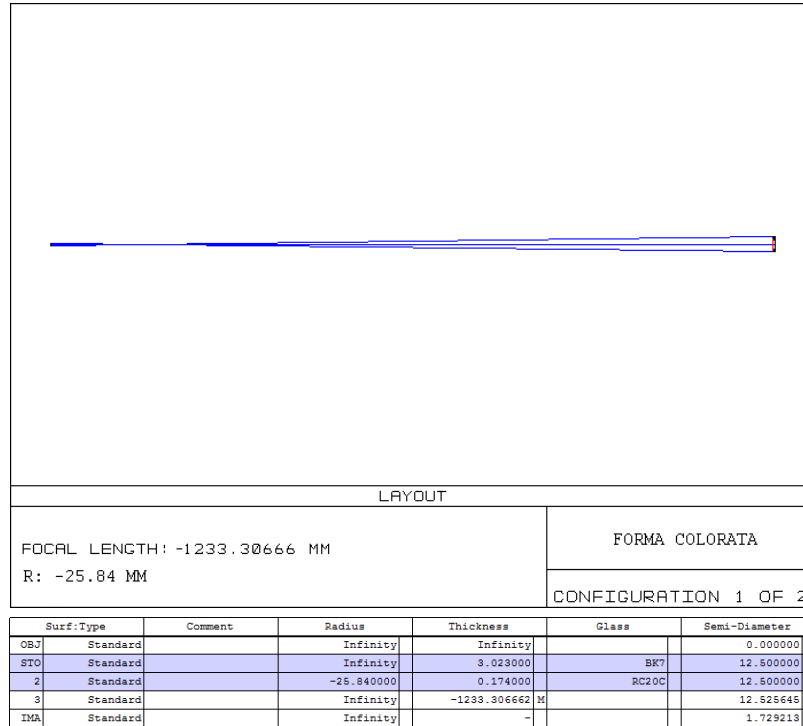 LAYOUT
FOCAL LENGTH: -1233.30666 MM
R: -25.84 MM
FORMA COLORATA
CONFIGURATION 1 OF 2
Surf:Type Comment Radius Thickness Glass Semi-Diameter
OBJ Standard Infinity Infinity 0.000000
STO Standard Infinity 3.023000 BK7 12.500000
2 Standard -25.840000 0.174000 RC20C 12.500000
3 Standard Infinity -1233.306662 M 12.525645
IMA Standard Infinity - 1.729213